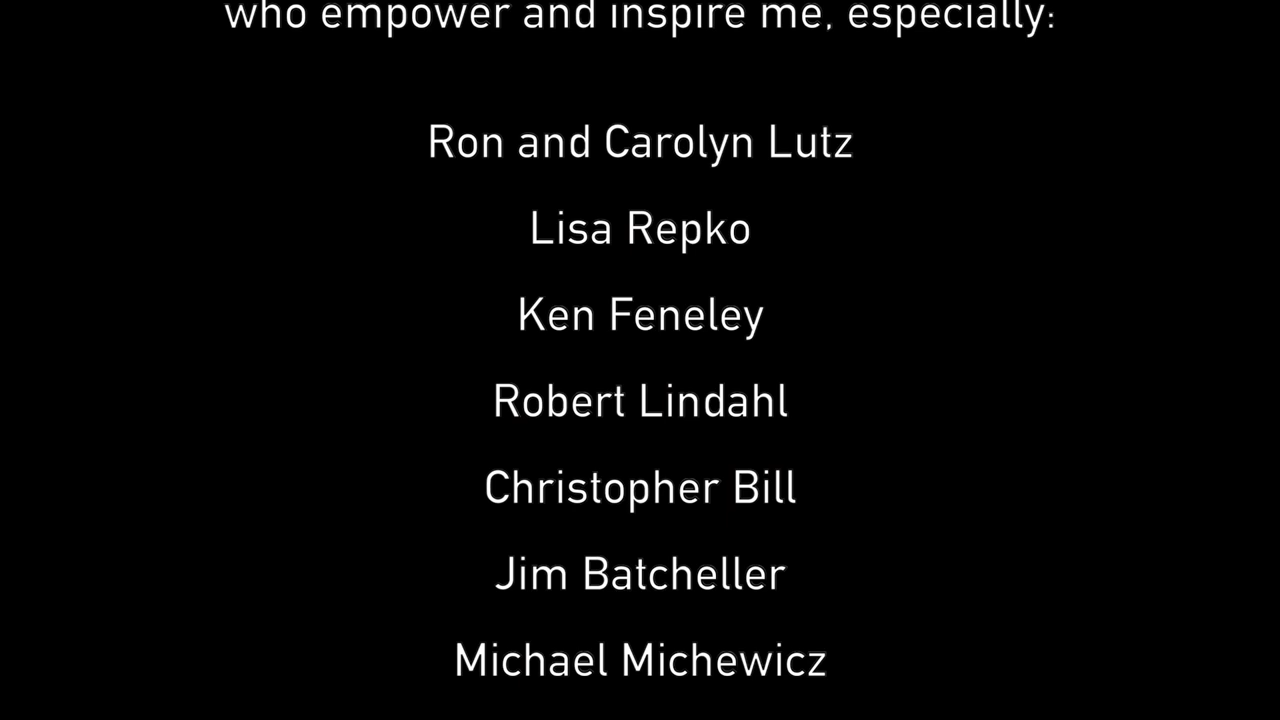 who empower and inspire me, especially:
Ron and Carolyn Lutz
Lisa Repko
Ken Feneley
Robert Lindahl
Christopher Bill
Jim Batcheller
Michael Michewicz